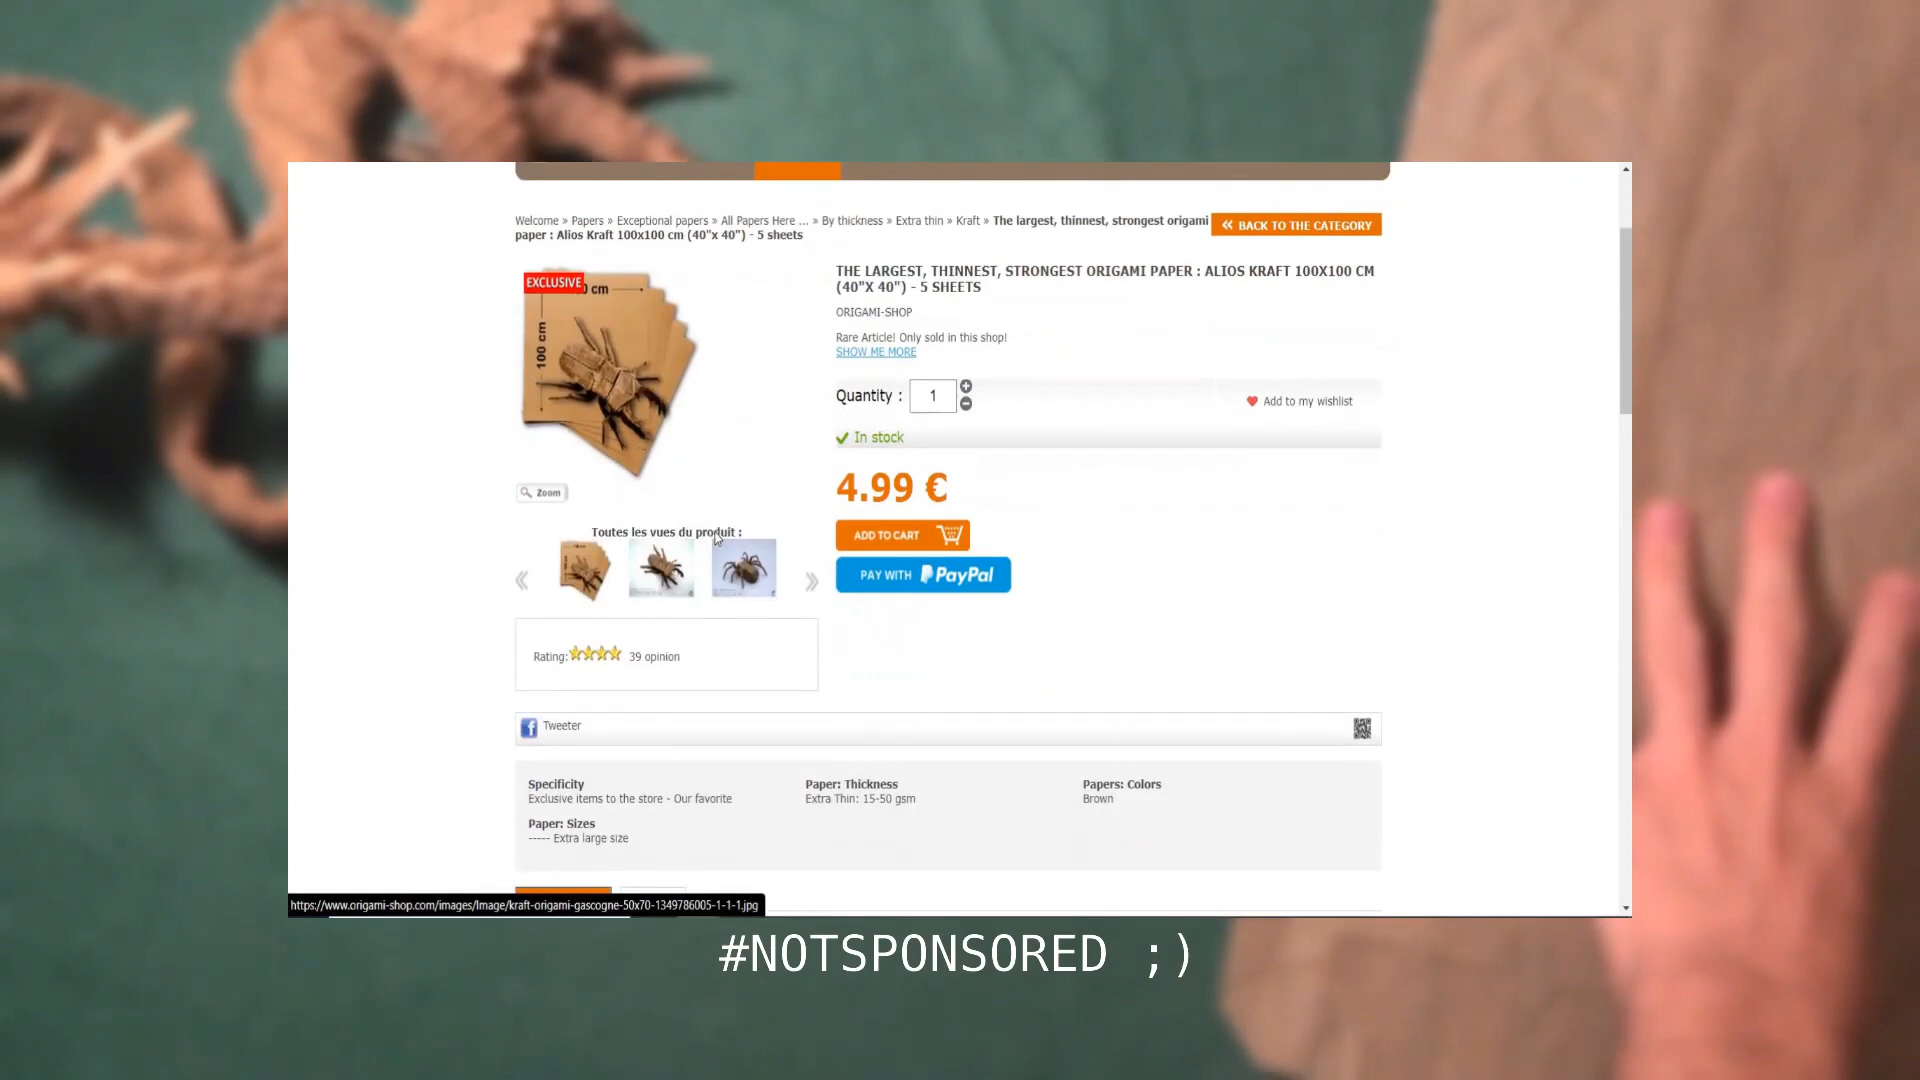 Welcome » Papers » Exceptional papers » All Papers Here ... » By thickness » Extra thin » Kraft » The largest, thinnest, strongest origami
paper : Alios Kraft 100x100 cm (40"x 40") - 5 sheets
BACK TO THE CATEGORY
EXCLUSIVE
0 cm
100 cm
Zoom
Toutes les vues du produit :
Rating: 39 opinion
THE LARGEST, THINNEST, STRONGEST ORIGAMI PAPER : ALIOS KRAFT 100X100 CM
(40"X 40") - 5 SHEETS
ORIGAMI-SHOP
Rare Article! Only sold in this shop!
SHOW ME MORE
Quantity : 1
Add to my wishlist
In stock
4.99 €
ADD TO CART
PAY WITH PayPal
f Tweeter
Specificity
Exclusive items to the store - Our favorite
Paper: Thickness
Extra Thin: 15-50 gsm
Papers: Colors
Brown
Paper: Sizes
----- Extra large size
https://www.origami-shop.com/images/Image/kraft-origami-gascogne-50x70-1349786005-1-1-1.jpg
#NOTSPONSORED ;)